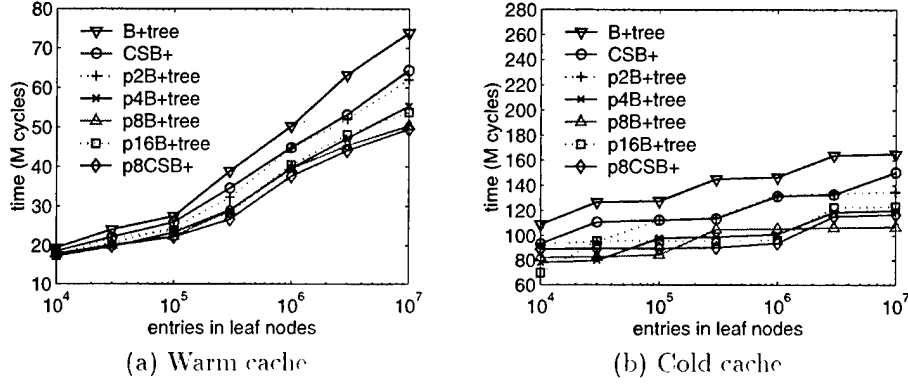 80
70
60
50
40
30
20
10
time (M cycles)
B+tree
CSB+
p2B+tree
p4B+tree
p8B+tree
p16B+tree
p8CSB+
10^4
10^5
10^6
10^7
entries in leaf nodes
(a) Warm cache
280
260
240
220
200
180
160
140
120
100
80
60
time (M cycles)
B+tree
CSB+
p2B+tree
p4B+tree
p8B+tree
p16B+tree
p8CSB+
10^4
10^5
10^6
10^7
entries in leaf nodes
(b) Cold cache